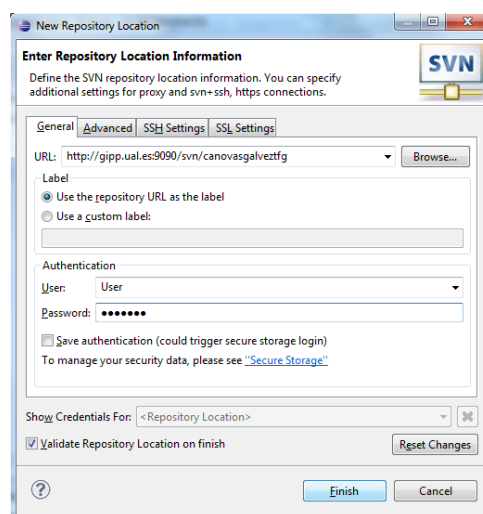 New Repository Location
Enter Repository Location Information
Define the SVN repository location information. You can specify
additional settings for proxy and svn+ssh, https connections.
SVN
General Advanced SSH Settings SSL Settings
URL: http://gipp.ual.es:9090/svn/canovasgalveztfg Browse...
Label
Use the repository URL as the label
Use a custom label:
Authentication
User: User
Password: •••••••
Save authentication (could trigger secure storage login)
To manage your security data, please see "Secure Storage"
Show Credentials For: <Repository Location>
Validate Repository Location on finish Reset Changes
? Finish Cancel